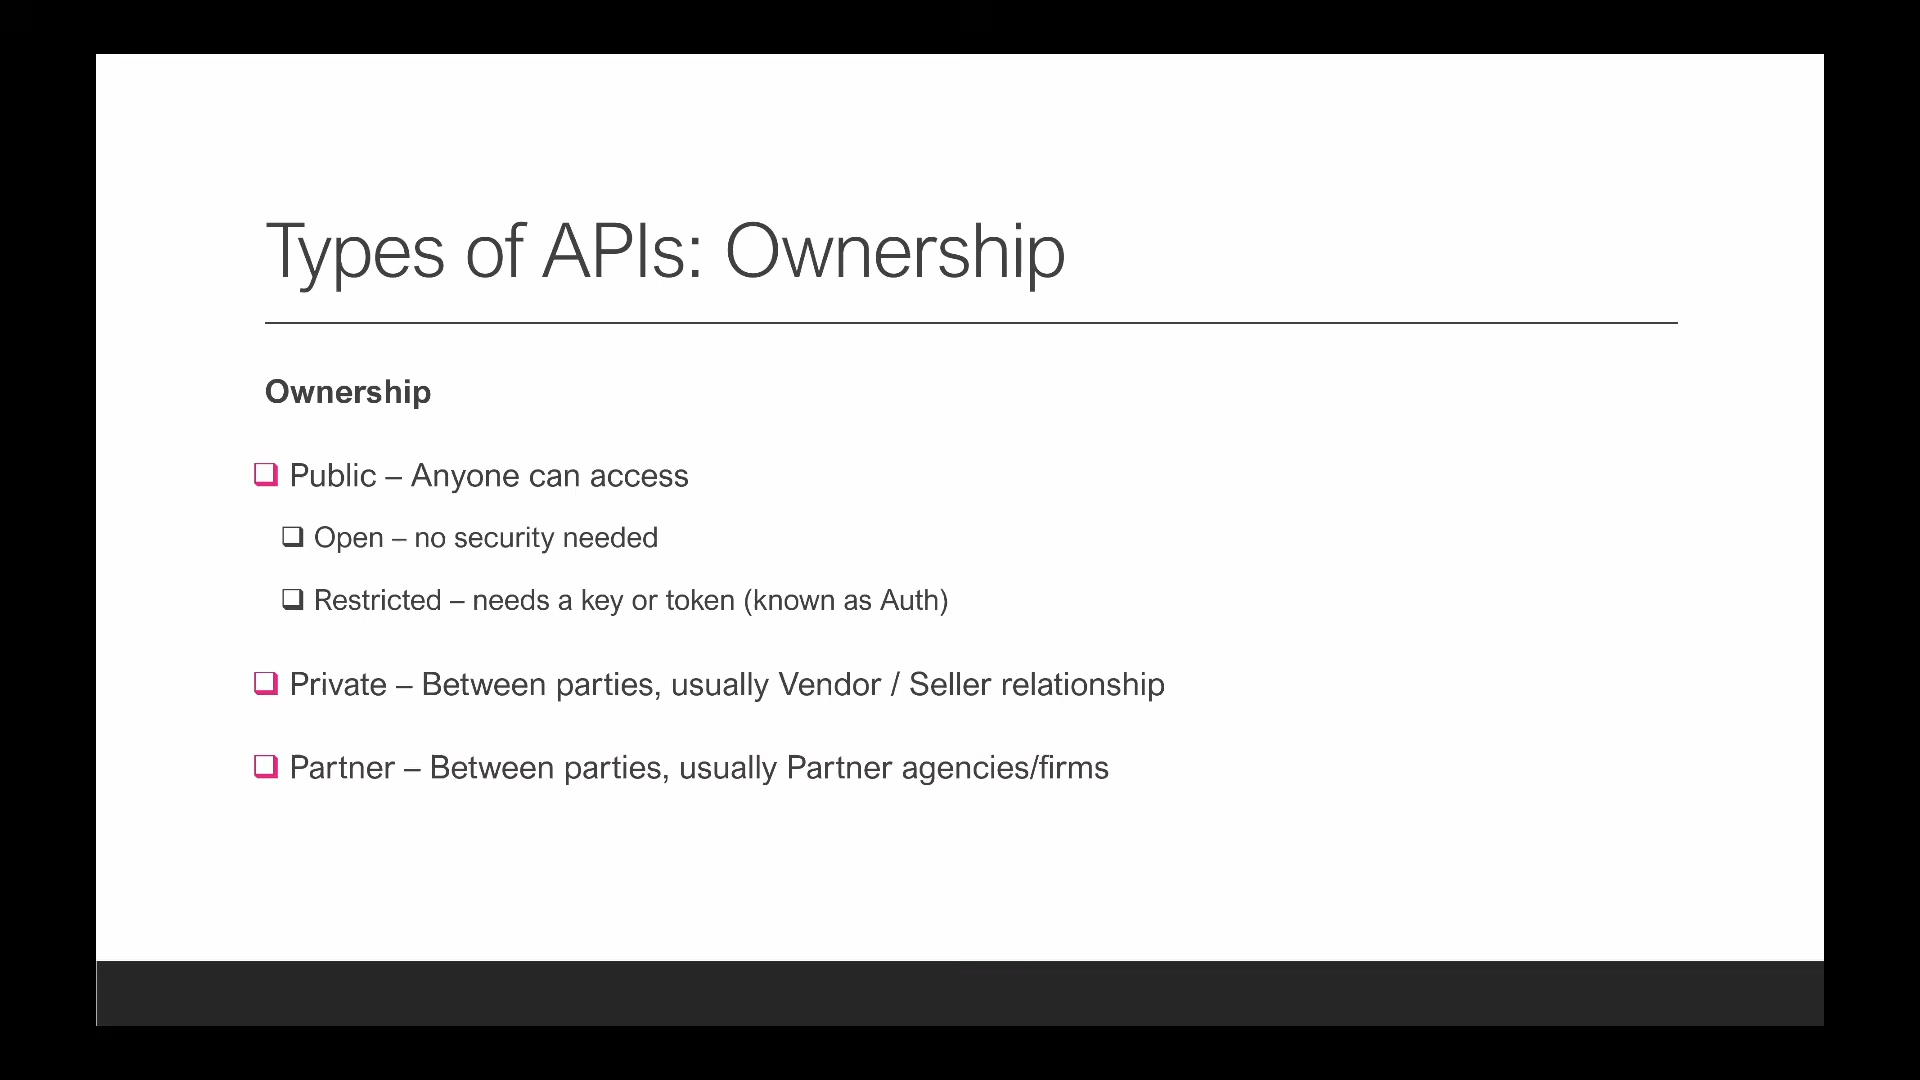 Types of APIs: Ownership
Ownership
Public – Anyone can access
Open – no security needed
Restricted – needs a key or token (known as Auth)
Private – Between parties, usually Vendor / Seller relationship
Partner – Between parties, usually Partner agencies/firms